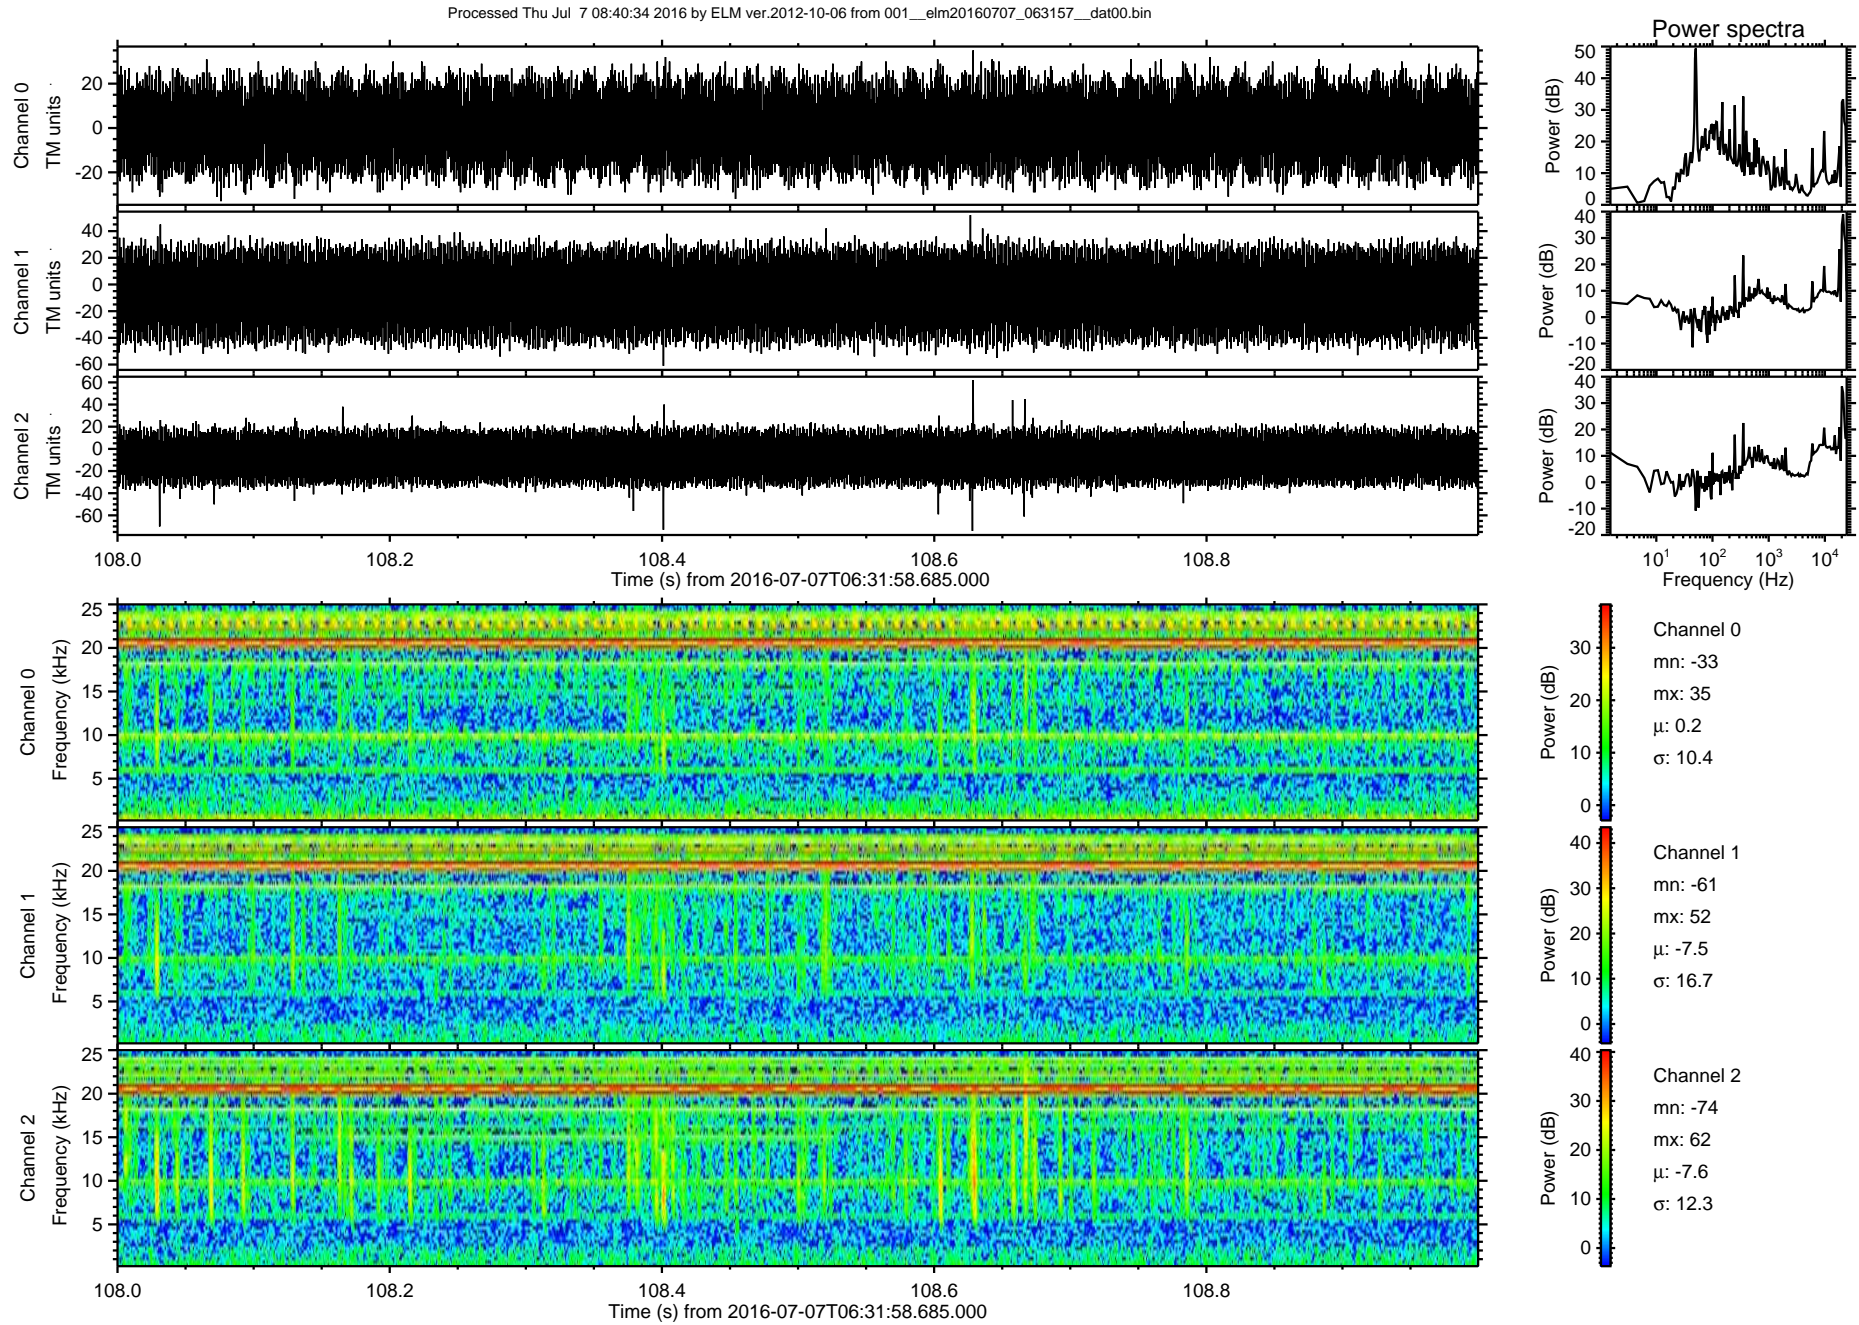 Processed Thu Jul  7 08:40:34 2016 by ELM ver.2012-10-06 from 001__elm20160707_063157__dat00.bin
Power spectra
Channel 0
TM units
20
0
-20
Power (dB)
50
40
30
20
10
0
Channel 1
TM units
40
20
0
-20
-40
-60
Power (dB)
40
30
20
10
0
-10
-20
Channel 2
TM units
60
40
20
0
-20
-40
-60
Power (dB)
40
30
20
10
0
-10
-20
108.0 108.2 108.4 108.6 108.8
Time (s) from 2016-07-07T06:31:58.685.000
10^1 10^2 10^3 10^4
Frequency (Hz)
Channel 0
Frequency (kHz)
25
20
15
10
5
Power (dB)
30
20
10
0
Channel 0
mn: -33
mx: 35
μ: 0.2
σ: 10.4
Channel 1
Frequency (kHz)
25
20
15
10
5
Power (dB)
40
30
20
10
0
Channel 1
mn: -61
mx: 52
μ: -7.5
σ: 16.7
Channel 2
Frequency (kHz)
25
20
15
10
5
Power (dB)
40
30
20
10
0
Channel 2
mn: -74
mx: 62
μ: -7.6
σ: 12.3
108.0 108.2 108.4 108.6 108.8
Time (s) from 2016-07-07T06:31:58.685.000